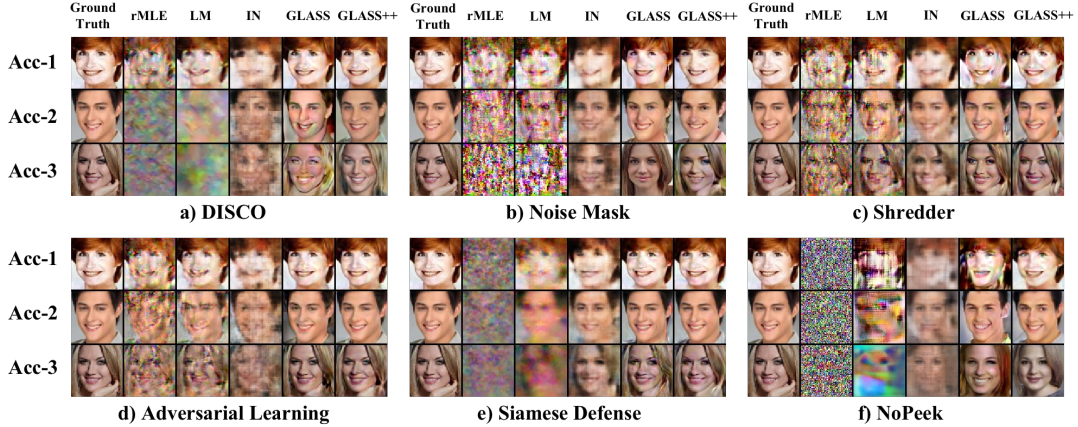 Ground Truth rMLE LM IN GLASS GLASS++ Ground Truth rMLE LM IN GLASS GLASS++ Ground Truth rMLE LM IN GLASS GLASS++
Acc-1
Acc-2
Acc-3
a) DISCO b) Noise Mask c) Shredder
Acc-1
Acc-2
Acc-3
d) Adversarial Learning e) Siamese Defense f) NoPeek